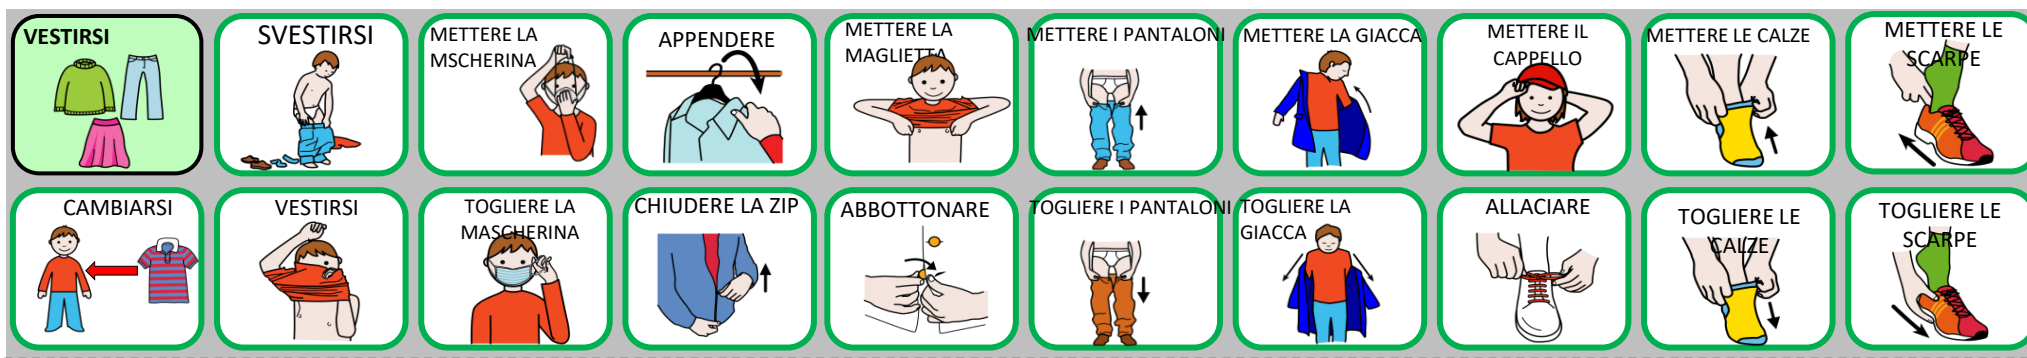 VESTIRSI
SVESTIRSI
METTERE LA
MSCHERINA
APPENDERE
METTERE LA
MAGLIETTA
METTERE I PANTALONI
METTERE LA GIACCA
METTERE IL
CAPPELLO
METTERE LE CALZE
METTERE LE
SCARPE
CAMBIARSI
VESTIRSI
TOGLIERE LA
MASCHERINA
CHIUDERE LA ZIP
ABBOTTONARE
TOGLIERE I PANTALONI
TOGLIERE LA
GIACCA
ALLACIARE
TOGLIERE LE
CALZE
TOGLIERE LE
SCARPE